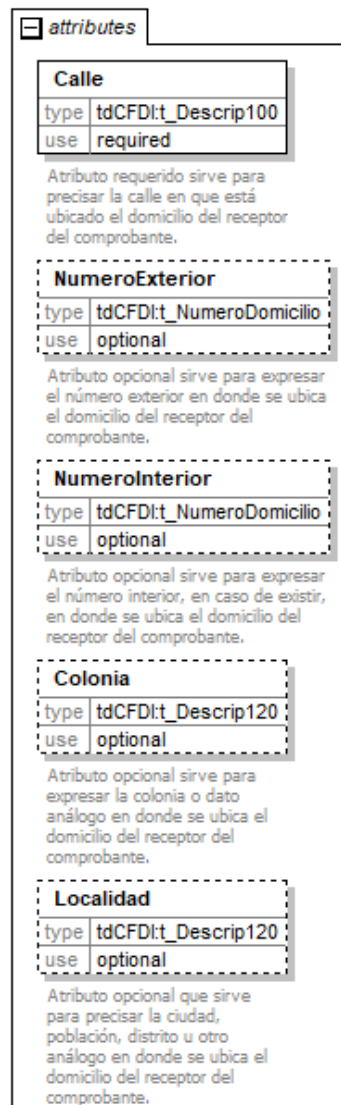 attributes
Calle
type tdCFDI:t_Descrip100
use required
Atributo requerido sirve para
precisar la calle en que está
ubicado el domicilio del receptor
del comprobante.
NumeroExterior
type tdCFDI:t_NumeroDomicilio
use optional
Atributo opcional sirve para expresar
el número exterior en donde se ubica
el domicilio del receptor del
comprobante.
NumeroInterior
type tdCFDI:t_NumeroDomicilio
use optional
Atributo opcional sirve para expresar
el número interior, en caso de existir,
en donde se ubica el domicilio del
receptor del comprobante.
Colonia
type tdCFDI:t_Descrip120
use optional
Atributo opcional sirve para
expresar la colonia o dato
análogo en donde se ubica el
domicilio del receptor del
comprobante.
Localidad
type tdCFDI:t_Descrip120
use optional
Atributo opcional que sirve
para precisar la ciudad,
población, distrito u otro
análogo en donde se ubica el
domicilio del receptor del
comprobante.